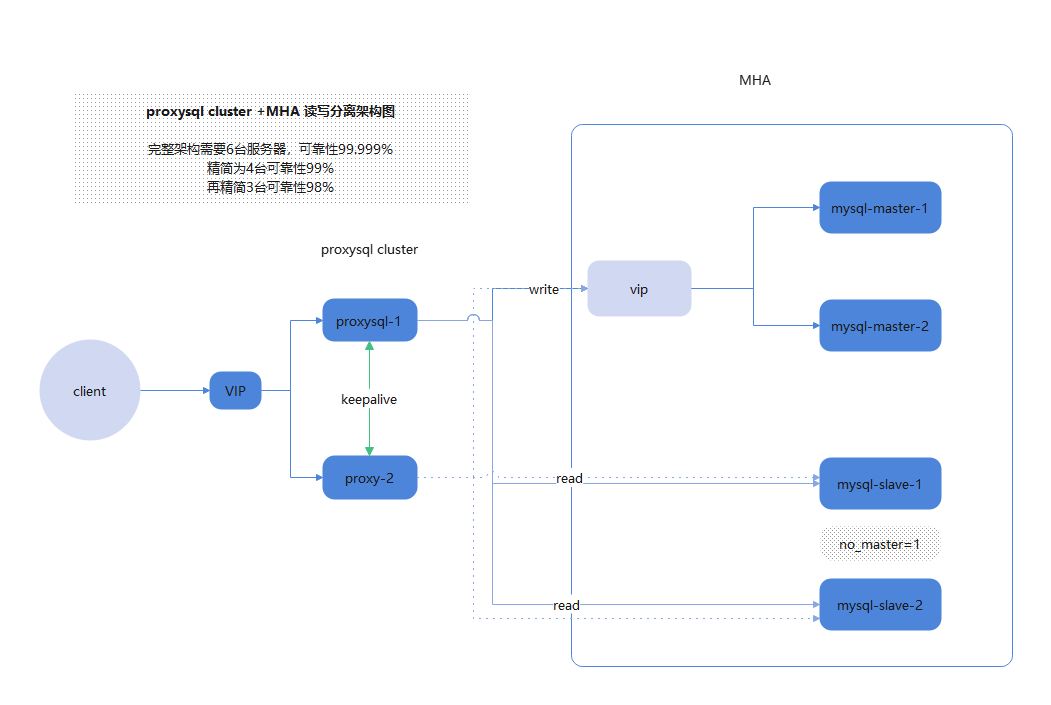 MHA
proxysql cluster +MHA 读写分离架构图
完整架构需要6台服务器，可靠性99.999%
精简为4台可靠性99%
再精简3台可靠性98%
mysql-master-1
proxysql cluster
write
vip
proxysql-1
mysql-master-2
client
VIP
keepalive
proxy-2
read
mysql-slave-1
no_master=1
read
mysql-slave-2